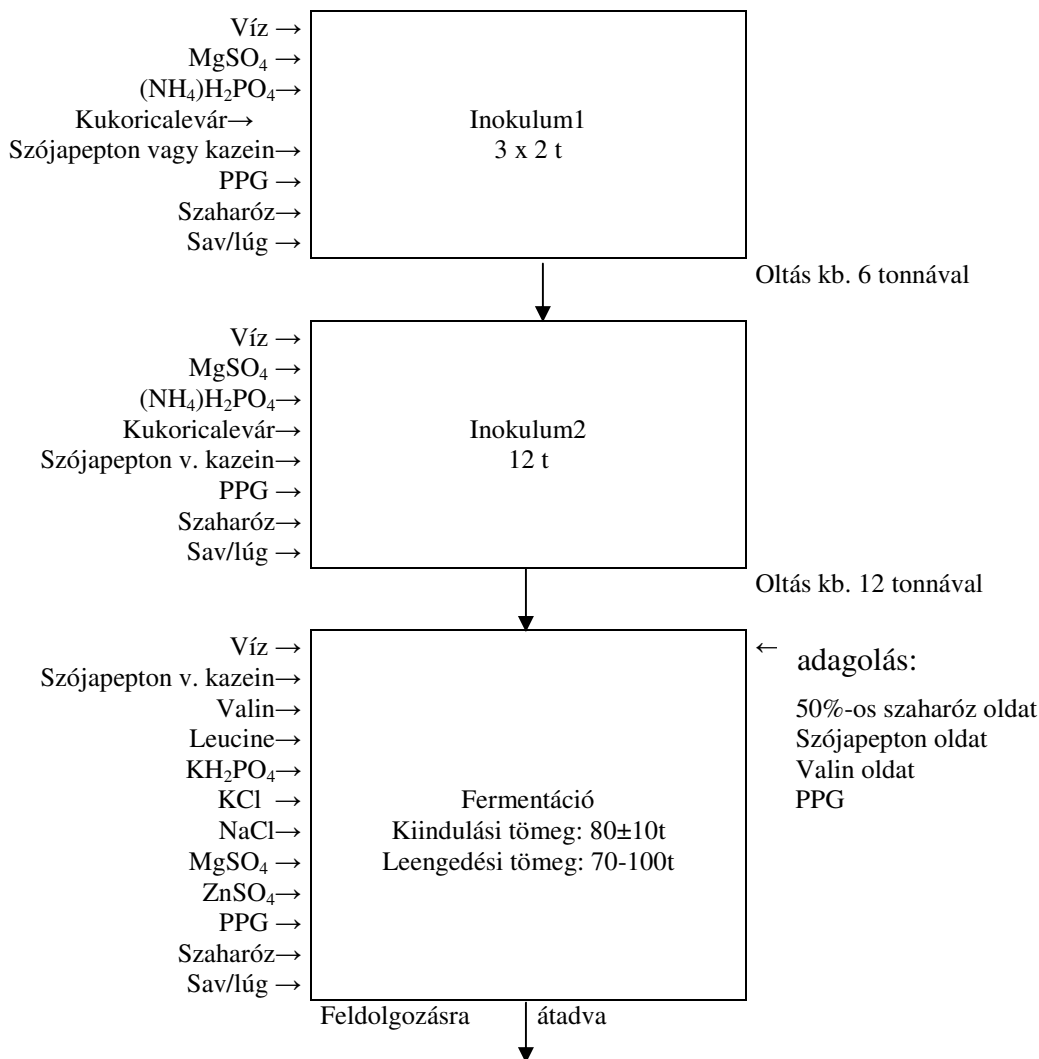 Víz →
MgSO₄ →
(NH₄)H₂PO₄→
Kukoricalevár→
Szójapepton vagy kazein→
PPG →
Szaharóz→
Sav/lúg →
Inokulum1
3 x 2 t
Oltás kb. 6 tonnával
Víz →
MgSO₄ →
(NH₄)H₂PO₄→
Kukoricalevár→
Szójapepton v. kazein→
PPG →
Szaharóz→
Sav/lúg →
Inokulum2
12 t
Oltás kb. 12 tonnával
Víz →
Szójapepton v. kazein→
Valin→
Leucine→
KH₂PO₄→
KCl →
NaCl→
MgSO₄ →
ZnSO₄→
PPG →
Szaharóz→
Sav/lúg →
Fermentáció
Kiindulási tömeg: 80±10t
Leengedési tömeg: 70-100t
← adagolás:
50%-os szaharóz oldat
Szójapepton oldat
Valin oldat
PPG
Feldolgozásra átadva